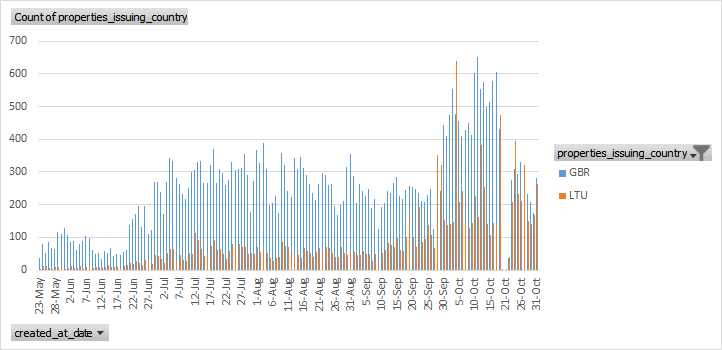 Count of properties_issuing_country
700
600
500
400
300
200
100
0
23-May
28-May
2-Jun
7-Jun
12-Jun
17-Jun
22-Jun
27-Jun
2-Jul
7-Jul
12-Jul
17-Jul
22-Jul
27-Jul
1-Aug
6-Aug
11-Aug
16-Aug
21-Aug
26-Aug
31-Aug
5-Sep
10-Sep
15-Sep
20-Sep
25-Sep
30-Sep
5-Oct
10-Oct
15-Oct
21-Oct
26-Oct
31-Oct
properties_issuing_country
GBR
LTU
created_at_date